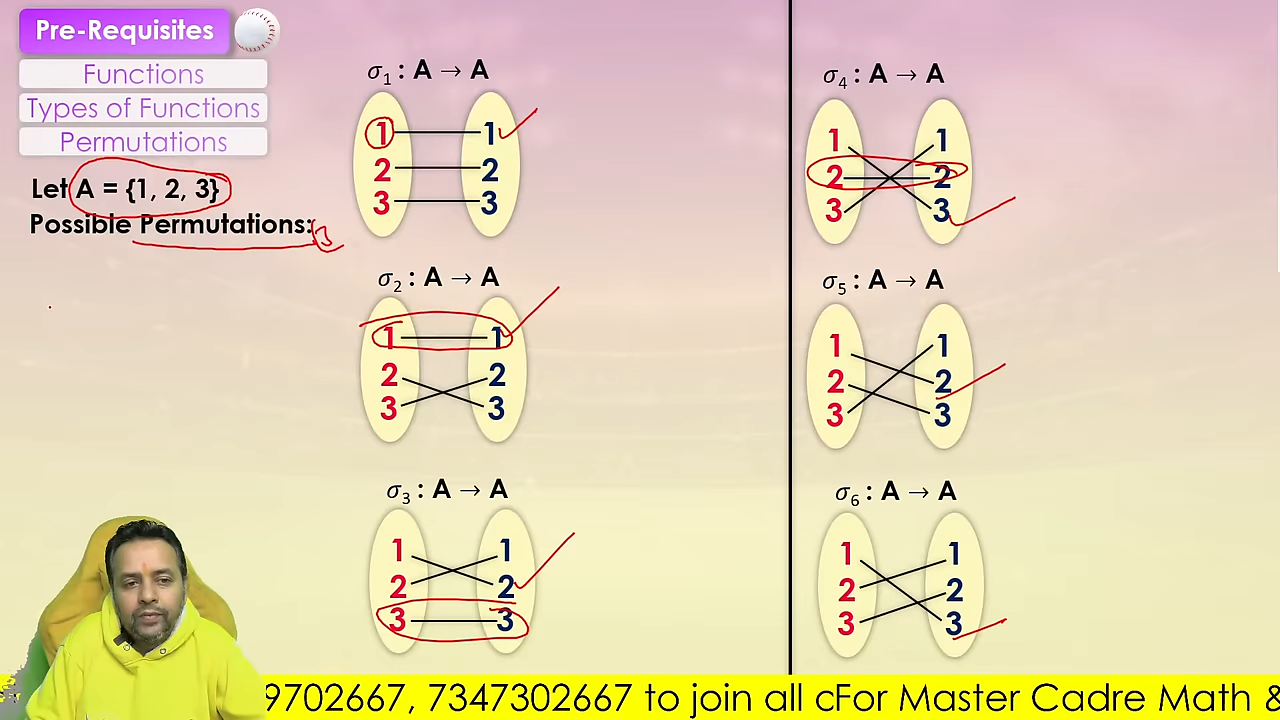 Pre-Requisites
Functions
Types of Functions
Permutations
Let A = {1, 2, 3}
Possible Permutations:
σ₁ : A → A
1 1
2 2
3 3
σ₂ : A → A
1 1
2 2
3 3
σ₃ : A → A
1 1
2 2
3 3
σ₄ : A → A
1 1
2 2
3 3
σ₅ : A → A
1 1
2 2
3 3
σ₆ : A → A
1 1
2 2
3 3
9702667, 7347302667 to join all cFor Master Cadre Math &